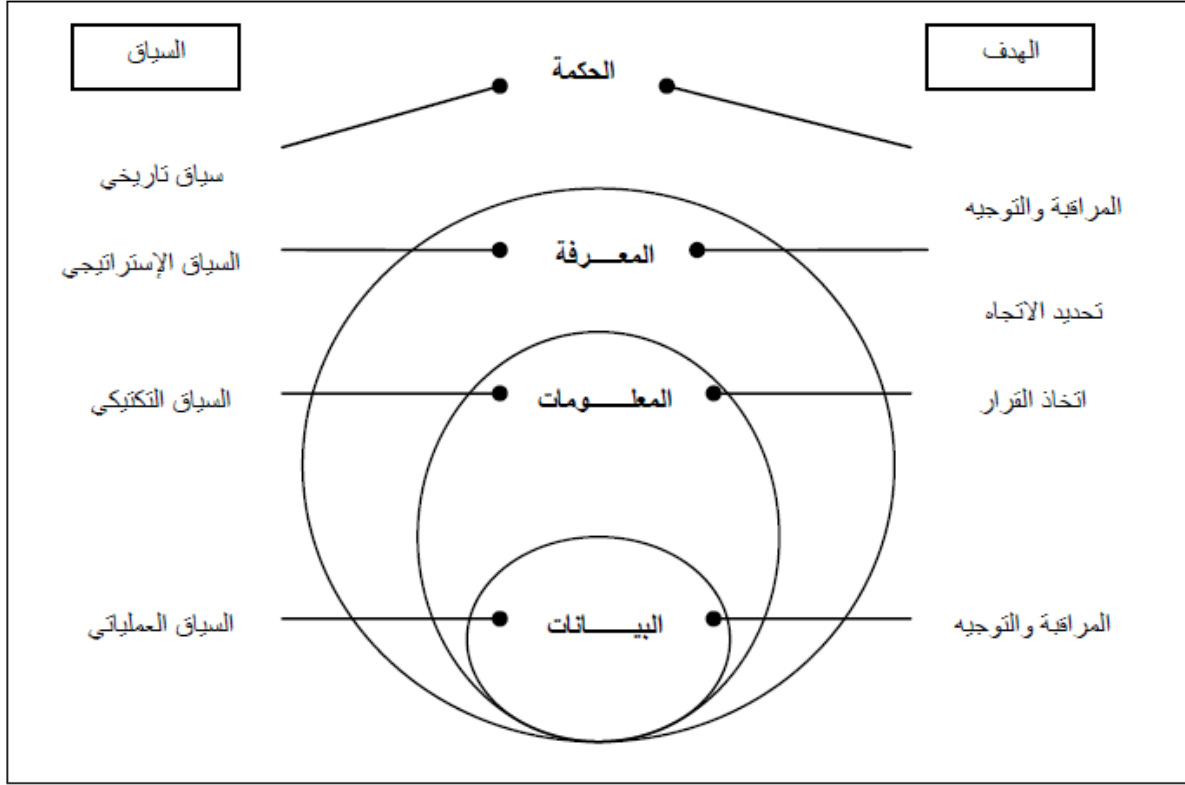 الهدف
الحكمة
السياق
المراقبة والتوجيه
سياق تاريخي
المعـــرفة
السياق الإستراتيجي
تحديد الاتجاه
اتخاذ القرار
المعلـــومات
السياق التكتيكي
المراقبة والتوجيه
البيـــانات
السياق العملياتي